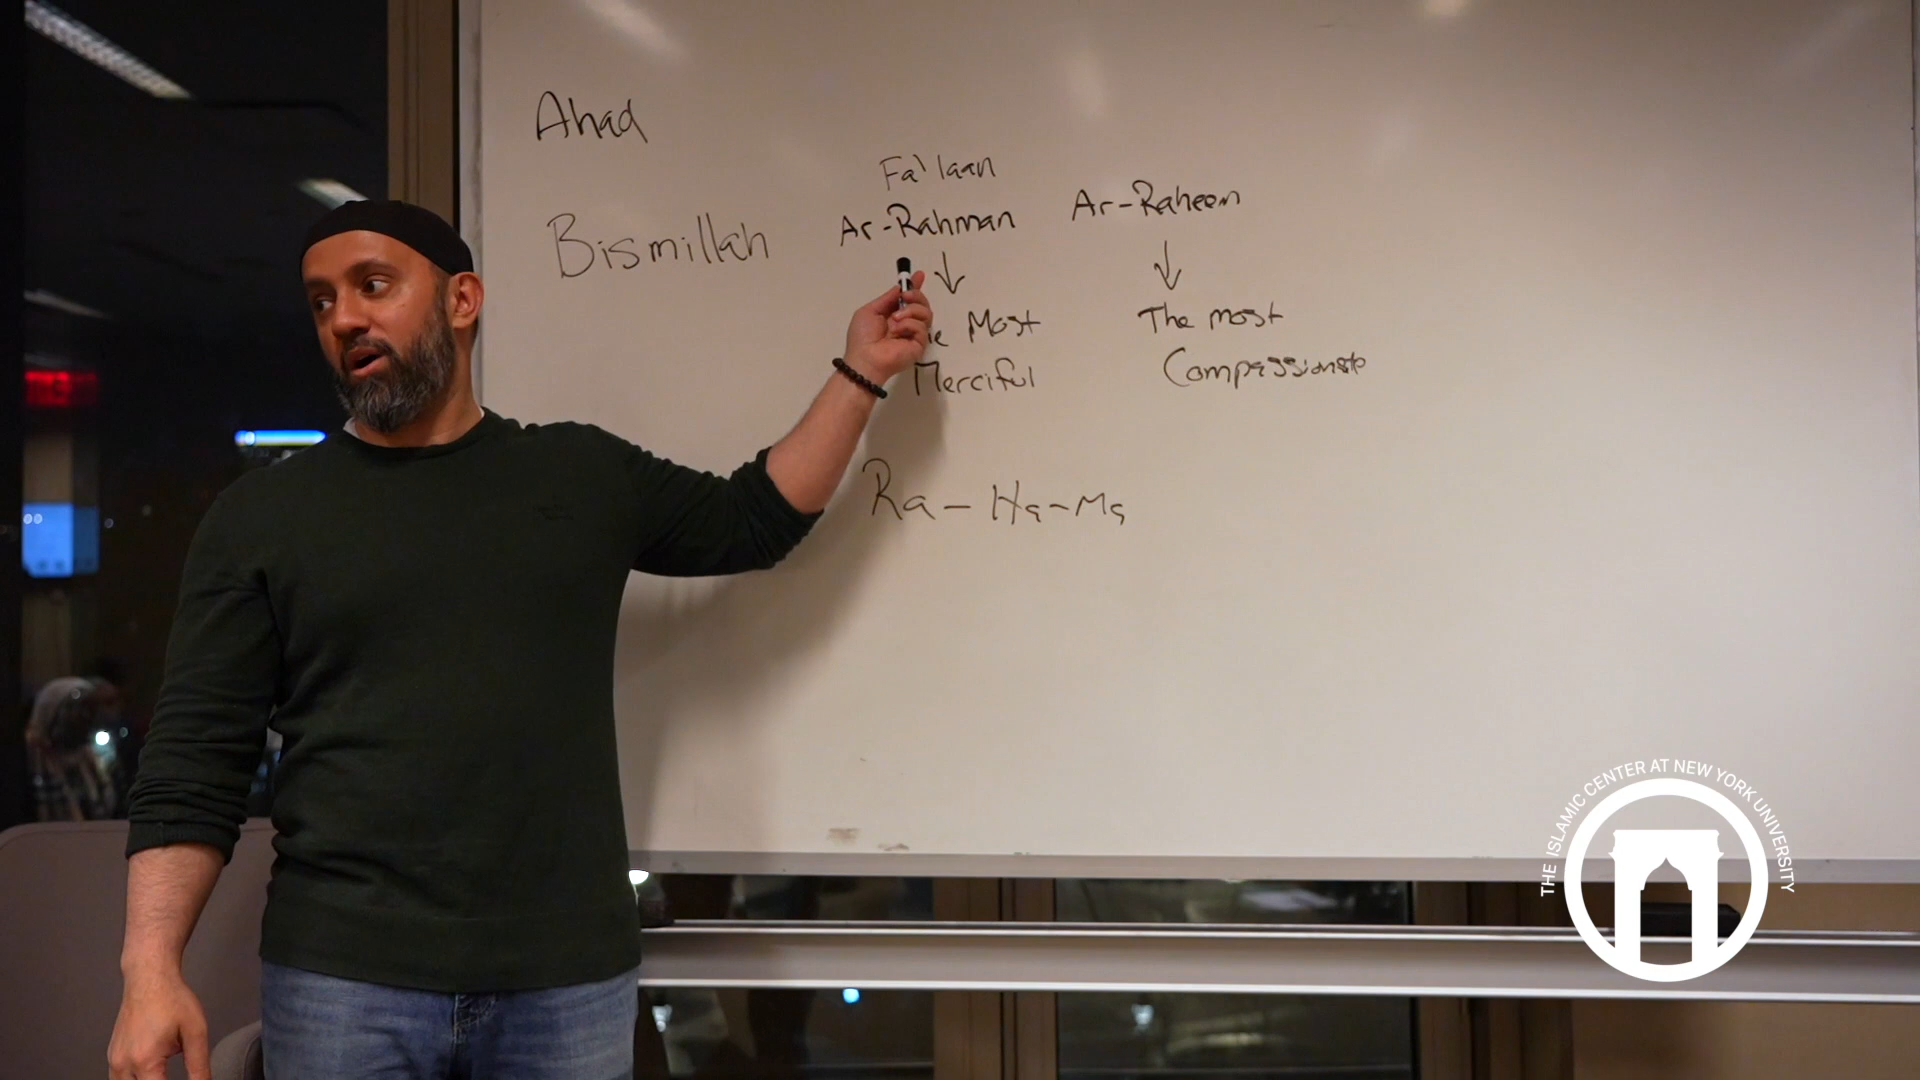 Ahad
Fa'laan
Bismillah Ar-Rahman Ar-Raheem
Most The most
Merciful Compassionate
Ra-Ha-Ma
THE ISLAMIC CENTER AT NEW YORK UNIVERSITY